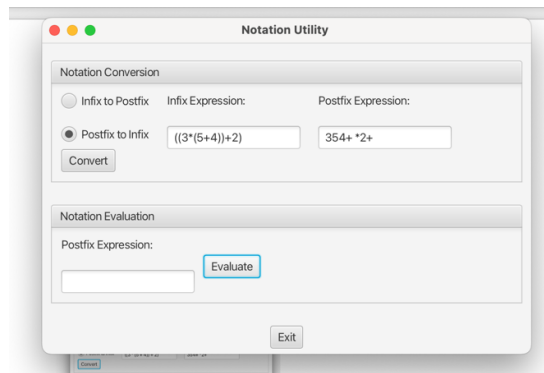 Notation Utility
Notation Conversion
Infix to Postfix Infix Expression: Postfix Expression:
Postfix to Infix ((3*(5+4))+2) 354+ *2+
Convert
Notation Evaluation
Postfix Expression:
Evaluate
Exit
Convert